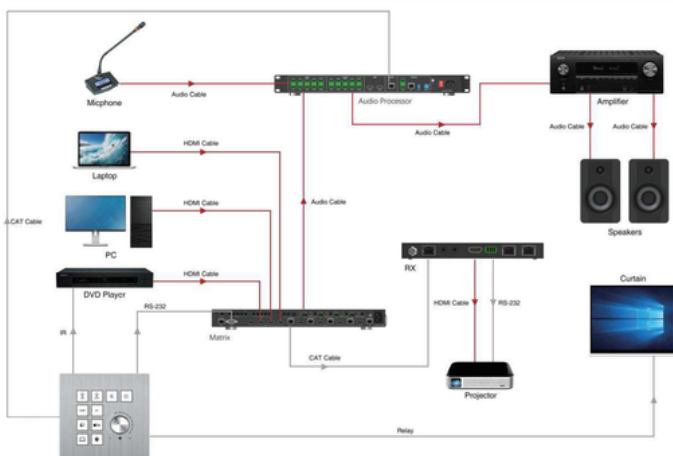 Micphone
Audio Cable
Audio Processor
Audio Cable
Amplifier
Audio Cable
Audio Cable
Speakers
Laptop
HDMI Cable
Audio Cable
CAT Cable
PC
HDMI Cable
DVD Player
HDMI Cable
RX
HDMI Cable
RS-232
Curtain
IR
RS-232
Matrix
CAT Cable
Projector
Relay